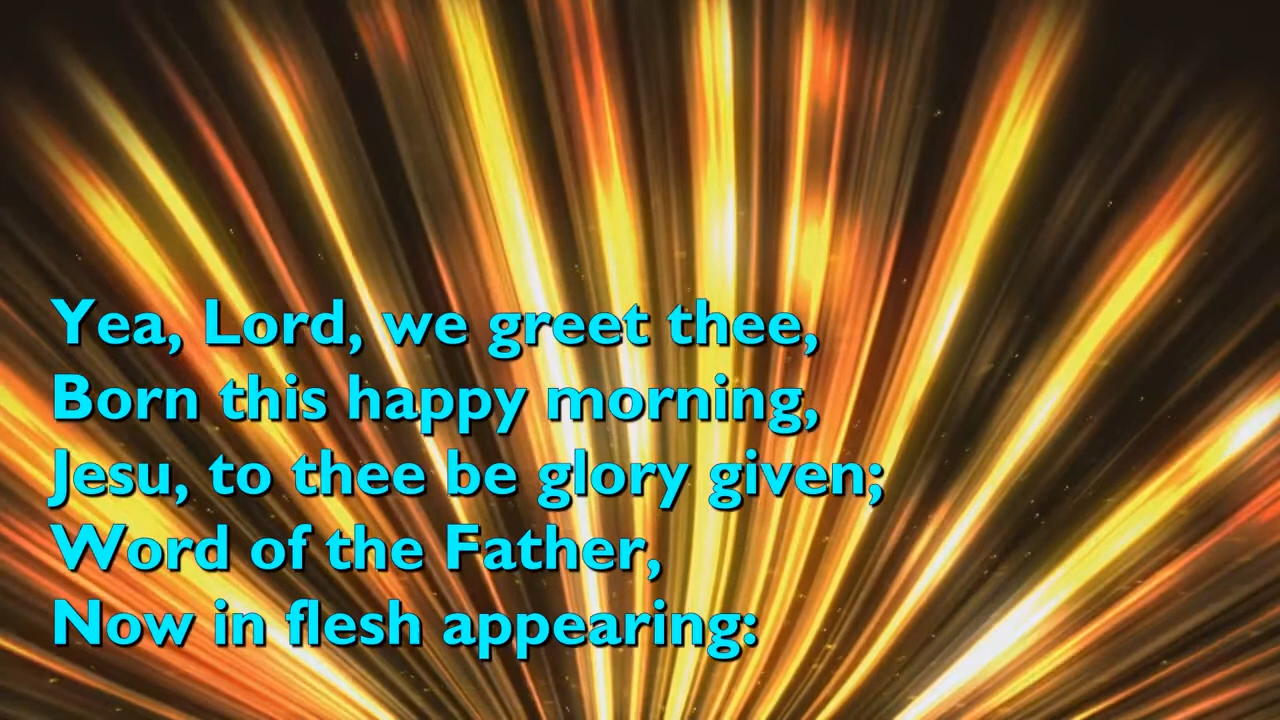 Yea, Lord, we greet thee,
Born this happy morning,
Jesu, to thee be glory given;
Word of the Father,
Now in flesh appearing: